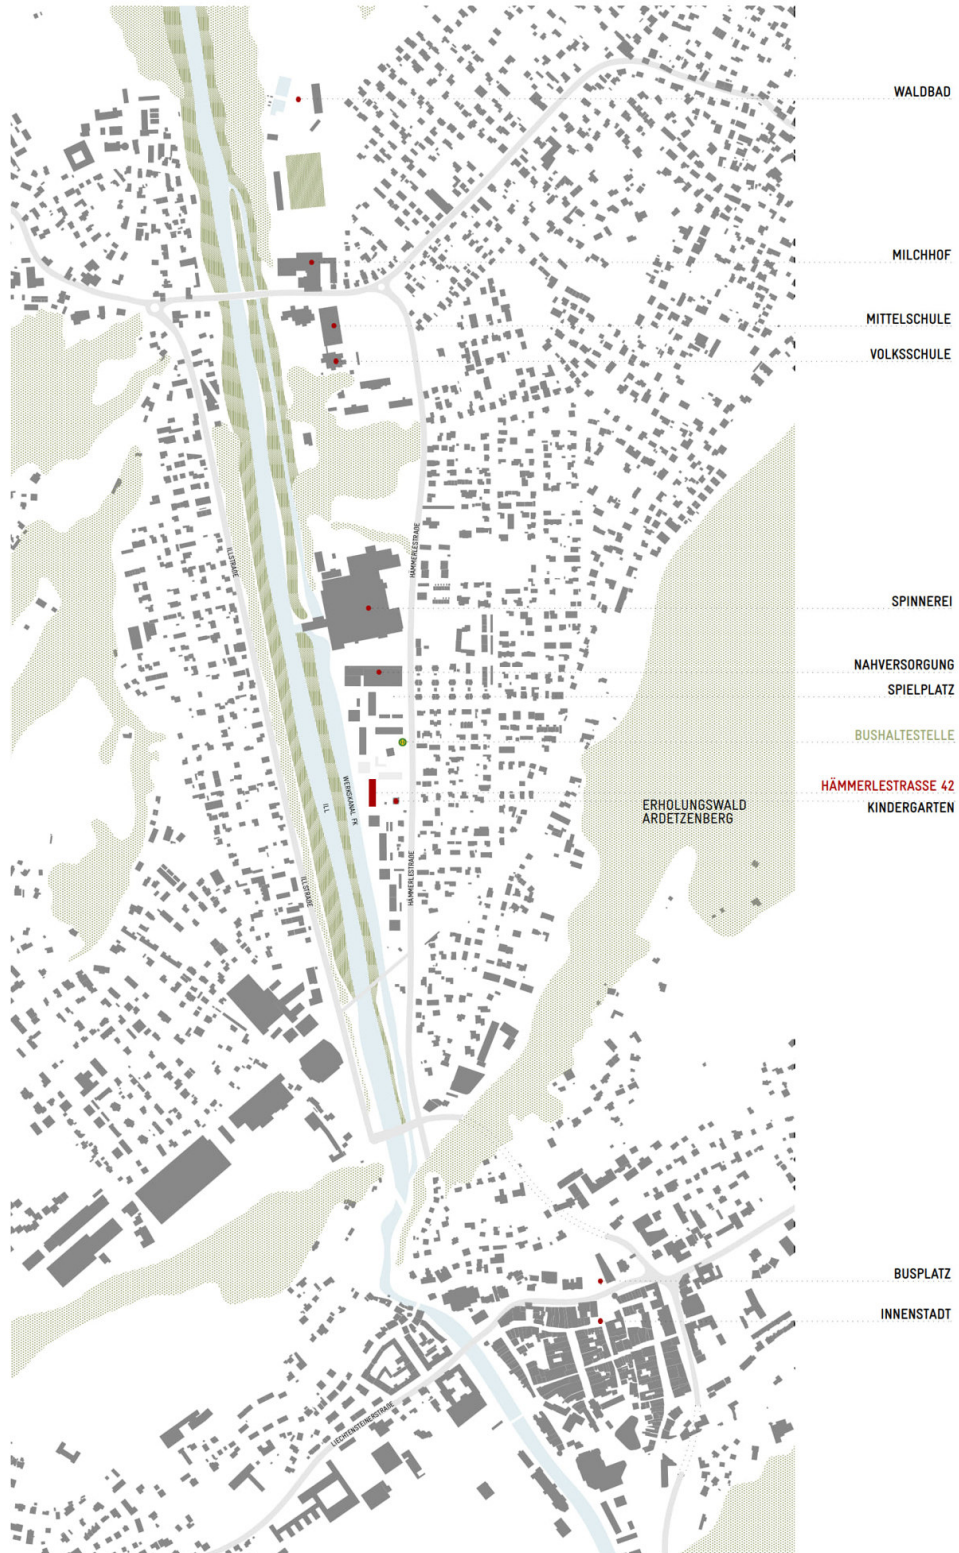 WALDBAD
MILCHHOF
MITTELSCHULE
VOLKSSCHULE
ILLSTRAßE
HÄMMERLESTRAßE
SPINNEREI
NAHVERSORGUNG
SPIELPLATZ
BUSHALTESTELLE
HÄMMERLESTRASSE 42
KINDERGARTEN
ERHOLUNGSWALD
ARDETZENBERG
ILL
WERKSKANAL FK
ILLSTRAßE
HÄMMERLESTRAßE
BUSPLATZ
INNENSTADT
LIECHTENSTEINERSTRAßE